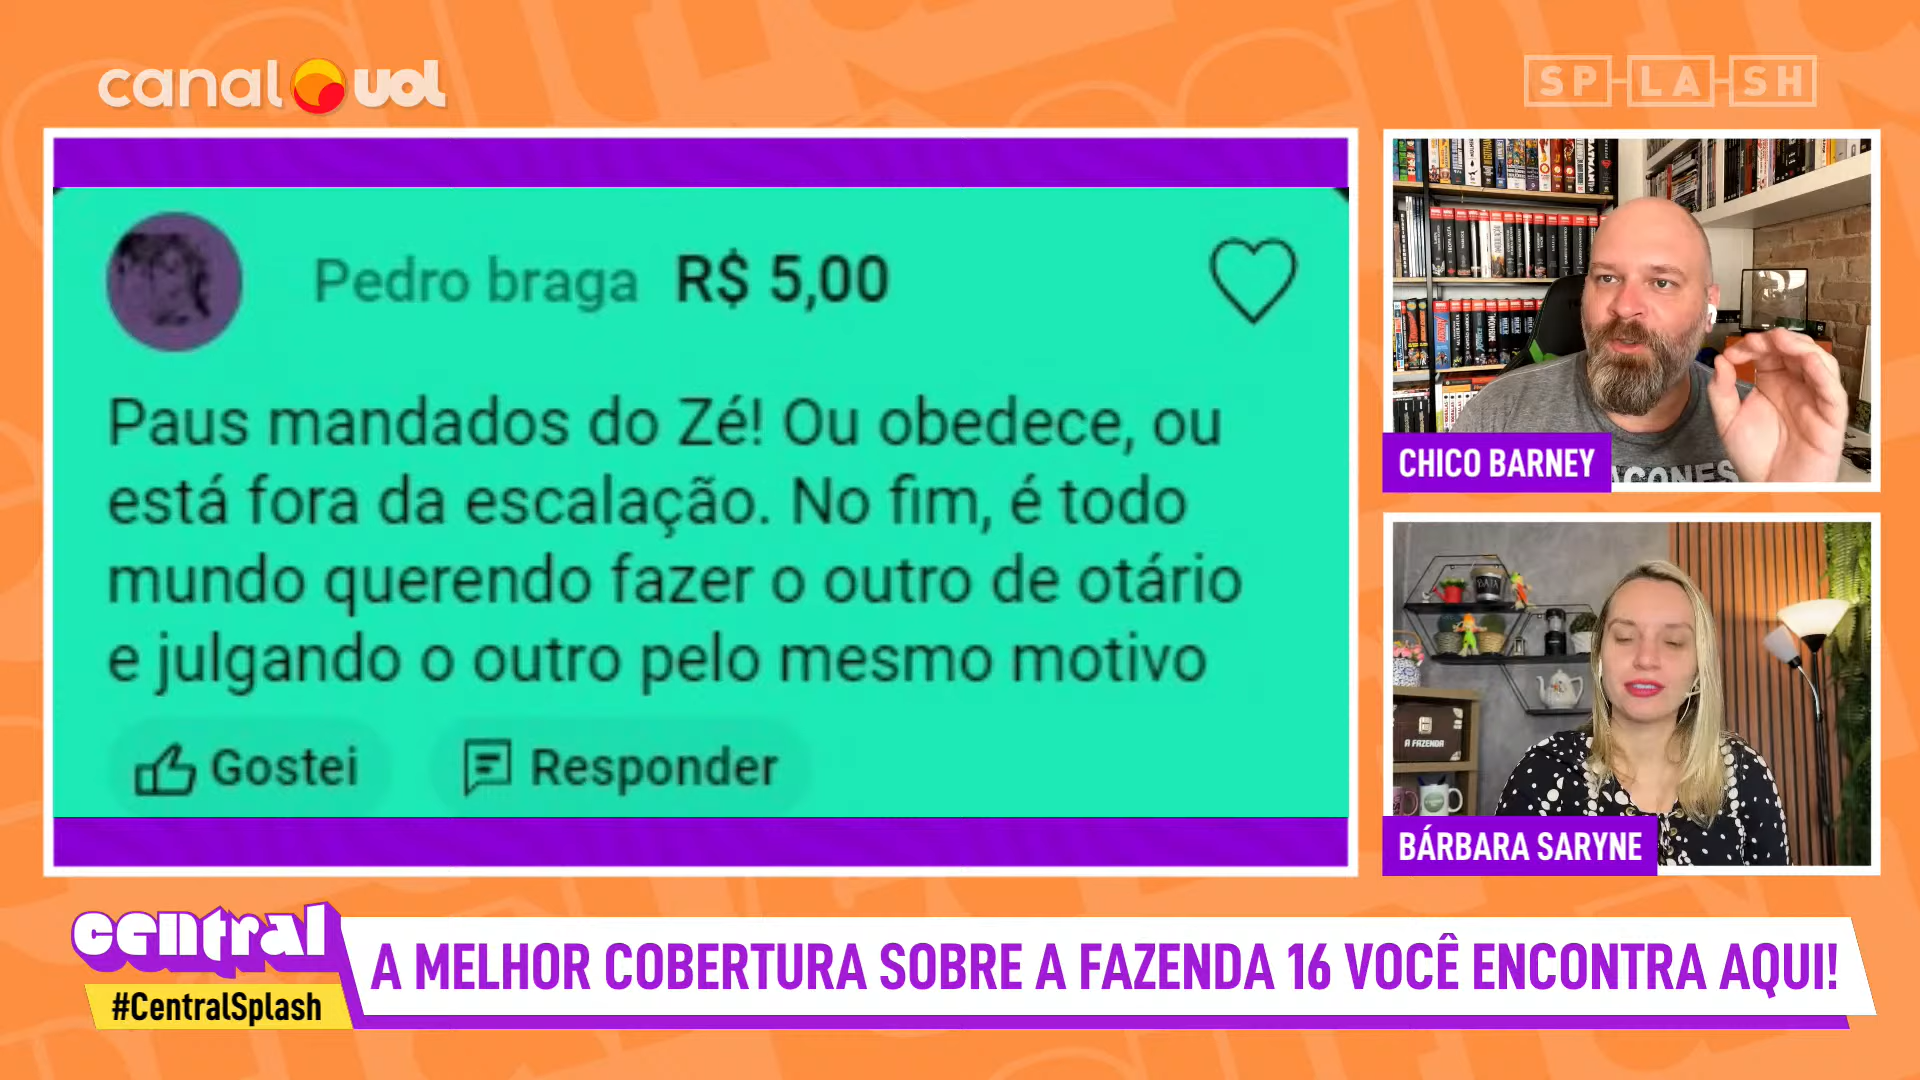 canal uol
SPLASH
Pedro braga R$ 5,00
Paus mandados do Zé! Ou obedece, ou
está fora da escalação. No fim, é todo
mundo querendo fazer o outro de otário
e julgando o outro pelo mesmo motivo
Gostei Responder
CHICO BARNEY
A FAZENDA
BÁRBARA SARYNE
central
#CentralSplash
A MELHOR COBERTURA SOBRE A FAZENDA 16 VOCÊ ENCONTRA AQUI!